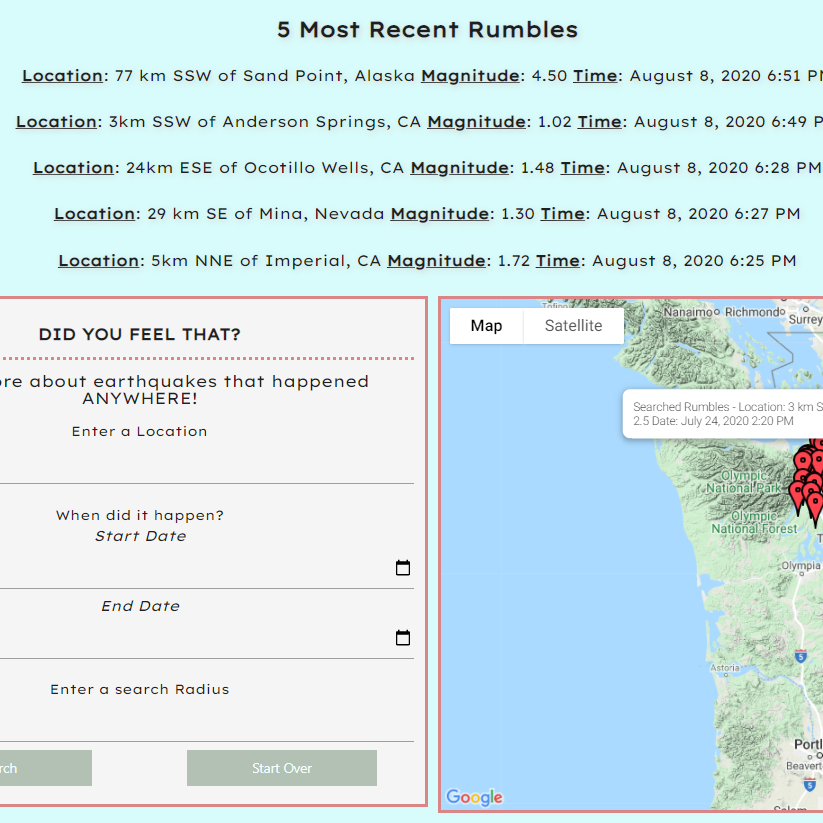 5 Most Recent Rumbles
Location: 77 km SSW of Sand Point, Alaska Magnitude: 4.50 Time: August 8, 2020 6:51 PM
Location: 3km SSW of Anderson Springs, CA Magnitude: 1.02 Time: August 8, 2020 6:49 P
Location: 24km ESE of Ocotillo Wells, CA Magnitude: 1.48 Time: August 8, 2020 6:28 PM
Location: 29 km SE of Mina, Nevada Magnitude: 1.30 Time: August 8, 2020 6:27 PM
Location: 5km NNE of Imperial, CA Magnitude: 1.72 Time: August 8, 2020 6:25 PM
DID YOU FEEL THAT?
ore about earthquakes that happened
ANYWHERE!
Enter a Location
When did it happen?
Start Date
End Date
Enter a search Radius
rch
Start Over
Map
Satellite
Tofino
Nanaimo
Richmond
Surrey
Searched Rumbles - Location: 3 km S
2.5 Date: July 24, 2020 2:20 PM
Olympic
National Park
Olympic
National Forest
T
Olympia
5
Astoria
Portl
Beavert
5
Salem
Google